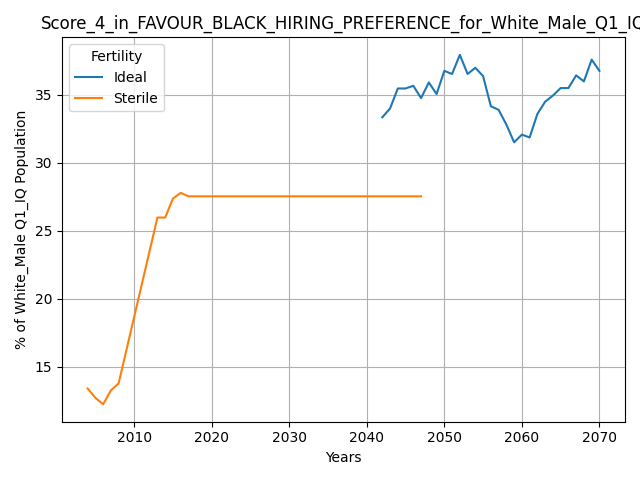 Score_4_in_FAVOUR_BLACK_HIRING_PREFERENCE_for_White_Male_Q1_IQ
Fertility
Ideal
Sterile
% of White_Male Q1_IQ Population
35
30
25
20
15
2010 2020 2030 2040 2050 2060 2070
Years